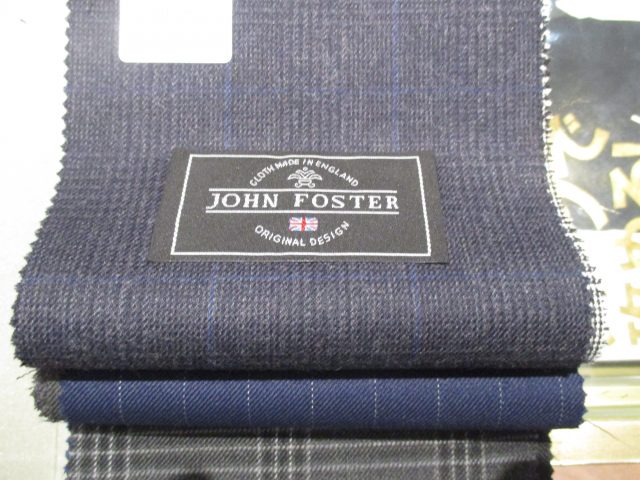 CLOTH MADE IN ENGLAND
JOHN FOSTER
ORIGINAL DESIGN